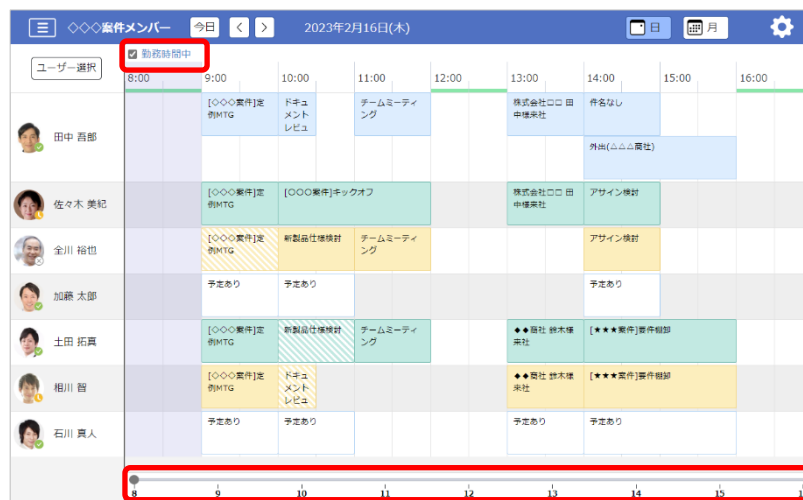 ◇◇◇案件メンバー 今日 2023年2月16日(木) 日 月
勤務時間中
ユーザー選択
8:00 9:00 10:00 11:00 12:00 13:00 14:00 15:00 16:00
田中 吾郎
[◇◇◇案件]定
例MTG
ドキュ
メント
レビュ
チームミーティ
ング
株式会社□□ 田
中様来社
件名なし
外出(△△△商社)
佐々木 美紀
[◇◇◇案件]定
例MTG
[〇〇〇案件]キックオフ
株式会社□□ 田
中様来社
アサイン検討
全川 裕也
[◇◇◇案件]定
例MTG
新製品仕様検討
チームミーティ
ング
アサイン検討
加藤 太郎
予定あり
予定あり
予定あり
土田 拓真
[◇◇◇案件]定
例MTG
新製品仕様検討
チームミーティ
ング
◆◆商社 鈴木様
来社
[★★★案件]要件棚卸
相川 智
[◇◇◇案件]定
例MTG
ドキュ
メント
レビュ
◆◆商社 鈴木様
来社
[★★★案件]要件棚卸
石川 真人
予定あり
予定あり
予定あり
予定あり
8 9 10 11 12 13 14 15